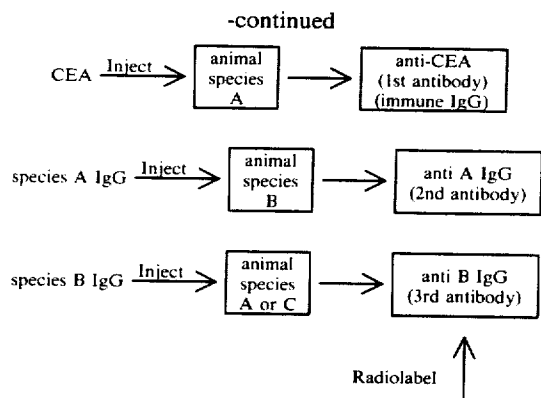 -continued
CEA
Inject
animal
species
A
anti-CEA
(1st antibody)
(immune IgG)
species A IgG
Inject
animal
species
B
anti A IgG
(2nd antibody)
species B IgG
Inject
animal
species
A or C
anti B IgG
(3rd antibody)
Radiolabel